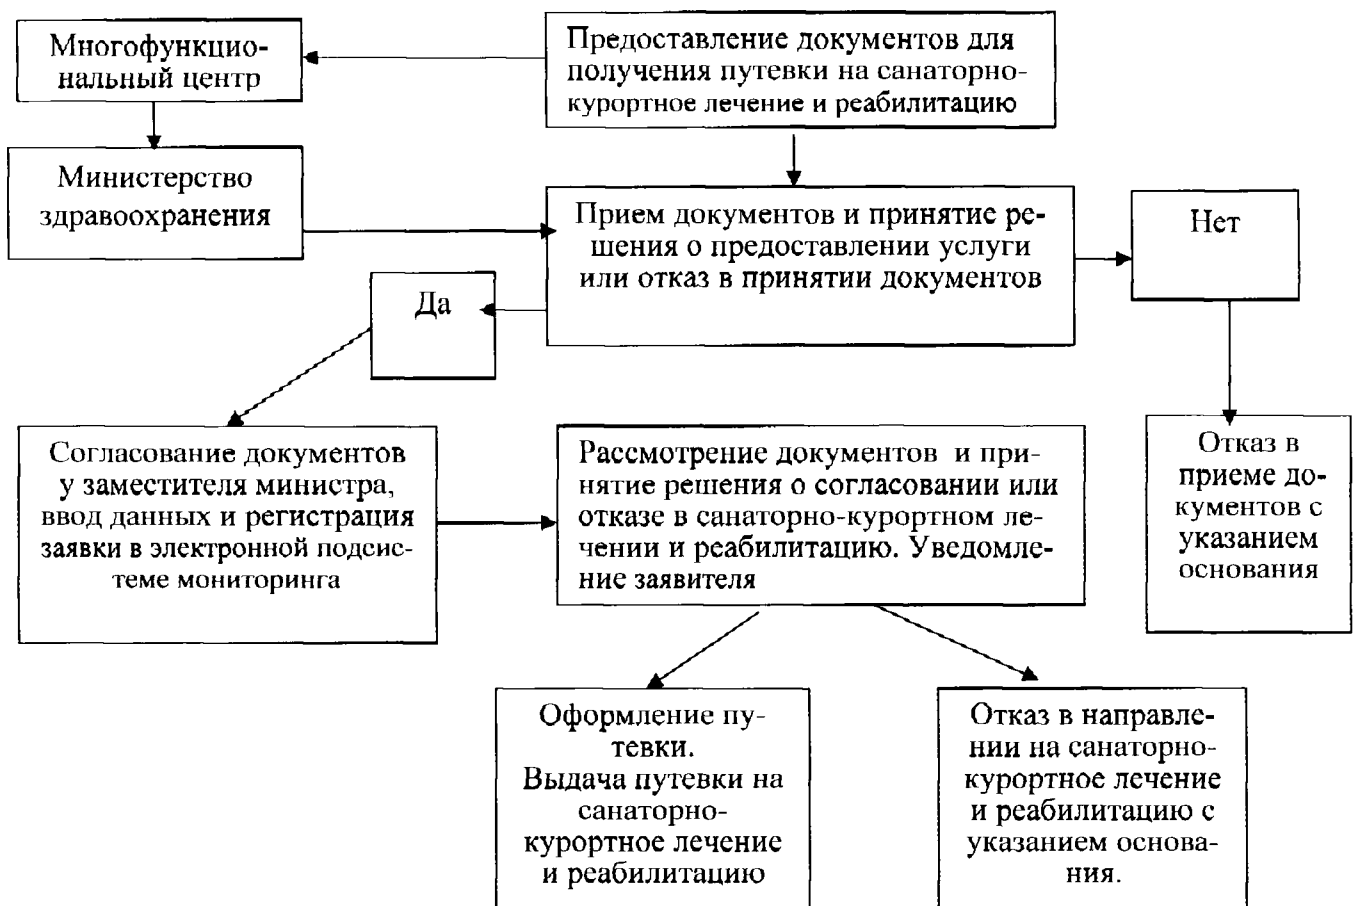 Многофункцио-
нальный центр
Предоставление документов для
получения путевки на санаторно-
курортное лечение и реабилитацию
Министерство
здравоохранения
Прием документов и принятие ре-
шения о предоставлении услуги
или отказ в принятии документов
Нет
Да
Согласование документов
у заместителя министра,
ввод данных и регистрация
заявки в электронной подсис-
теме мониторинга
Рассмотрение документов и при-
нятие решения о согласовании или
отказе в санаторно-курортном ле-
чении и реабилитацию. Уведомле-
ние заявителя
Отказ в
приеме до-
кументов с
указанием
основания
Оформление пу-
тевки.
Выдача путевки на
санаторно-
курортное лечение
и реабилитацию
Отказ в направле-
нии на санаторно-
курортное лечение
и реабилитацию с
указанием основа-
ния.